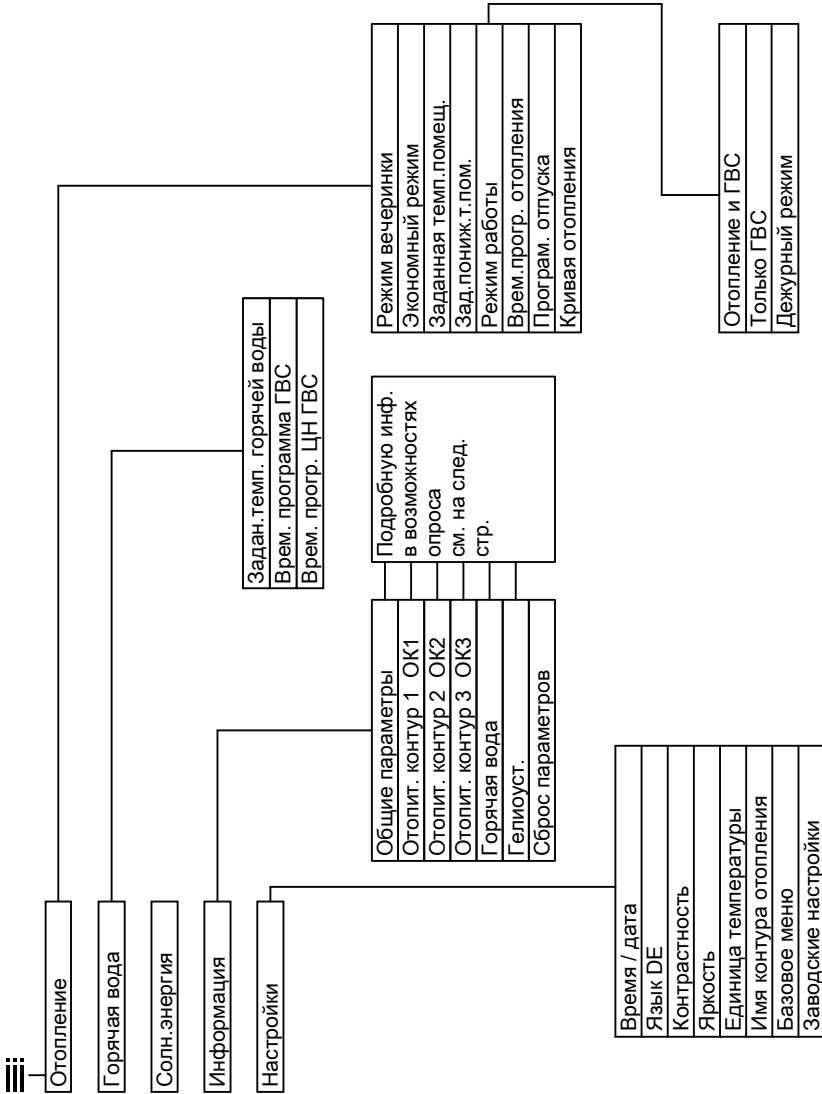 Отопление
Горячая вода
Солн.энергия
Информация
Настройки
Режим вечеринки
Экономный режим
Заданная темп.помещ.
Зад.пониж.т.пом.
Режим работы
Врем.прогр. отопления
Програм. отпуска
Кривая отопления
Отопление и ГВС
Только ГВС
Дежурный режим
Задан.темп. горячей воды
Врем. программа ГВС
Врем. прогр. ЦН ГВС
Общие параметры
Отопит. контур 1 ОК1
Отопит. контур 2 ОК2
Отопит. контур 3 ОК3
Горячая вода
Гелиоуст.
Сброс параметров
Подробную инф.
в возможностях
опроса
см. на след.
стр.
Время / дата
Язык DE
Контрастность
Яркость
Единица температуры
Имя контура отопления
Базовое меню
Заводские настройки